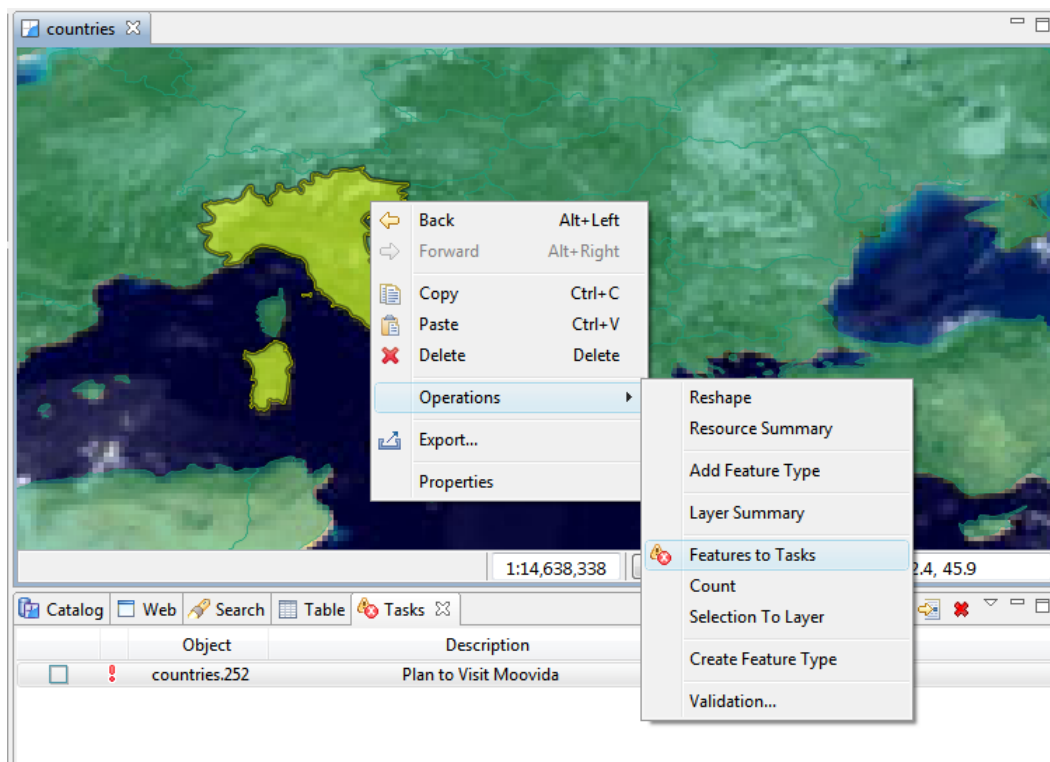 countries
Back Alt+Left
Forward Alt+Right
Copy Ctrl+C
Paste Ctrl+V
Delete Delete
Operations
Export...
Properties
Reshape
Resource Summary
Add Feature Type
Layer Summary
Features to Tasks
Count
Selection To Layer
Create Feature Type
Validation...
1:14,638,338 2.4, 45.9
Catalog Web Search Table Tasks
Object Description
countries.252 Plan to Visit Moovida